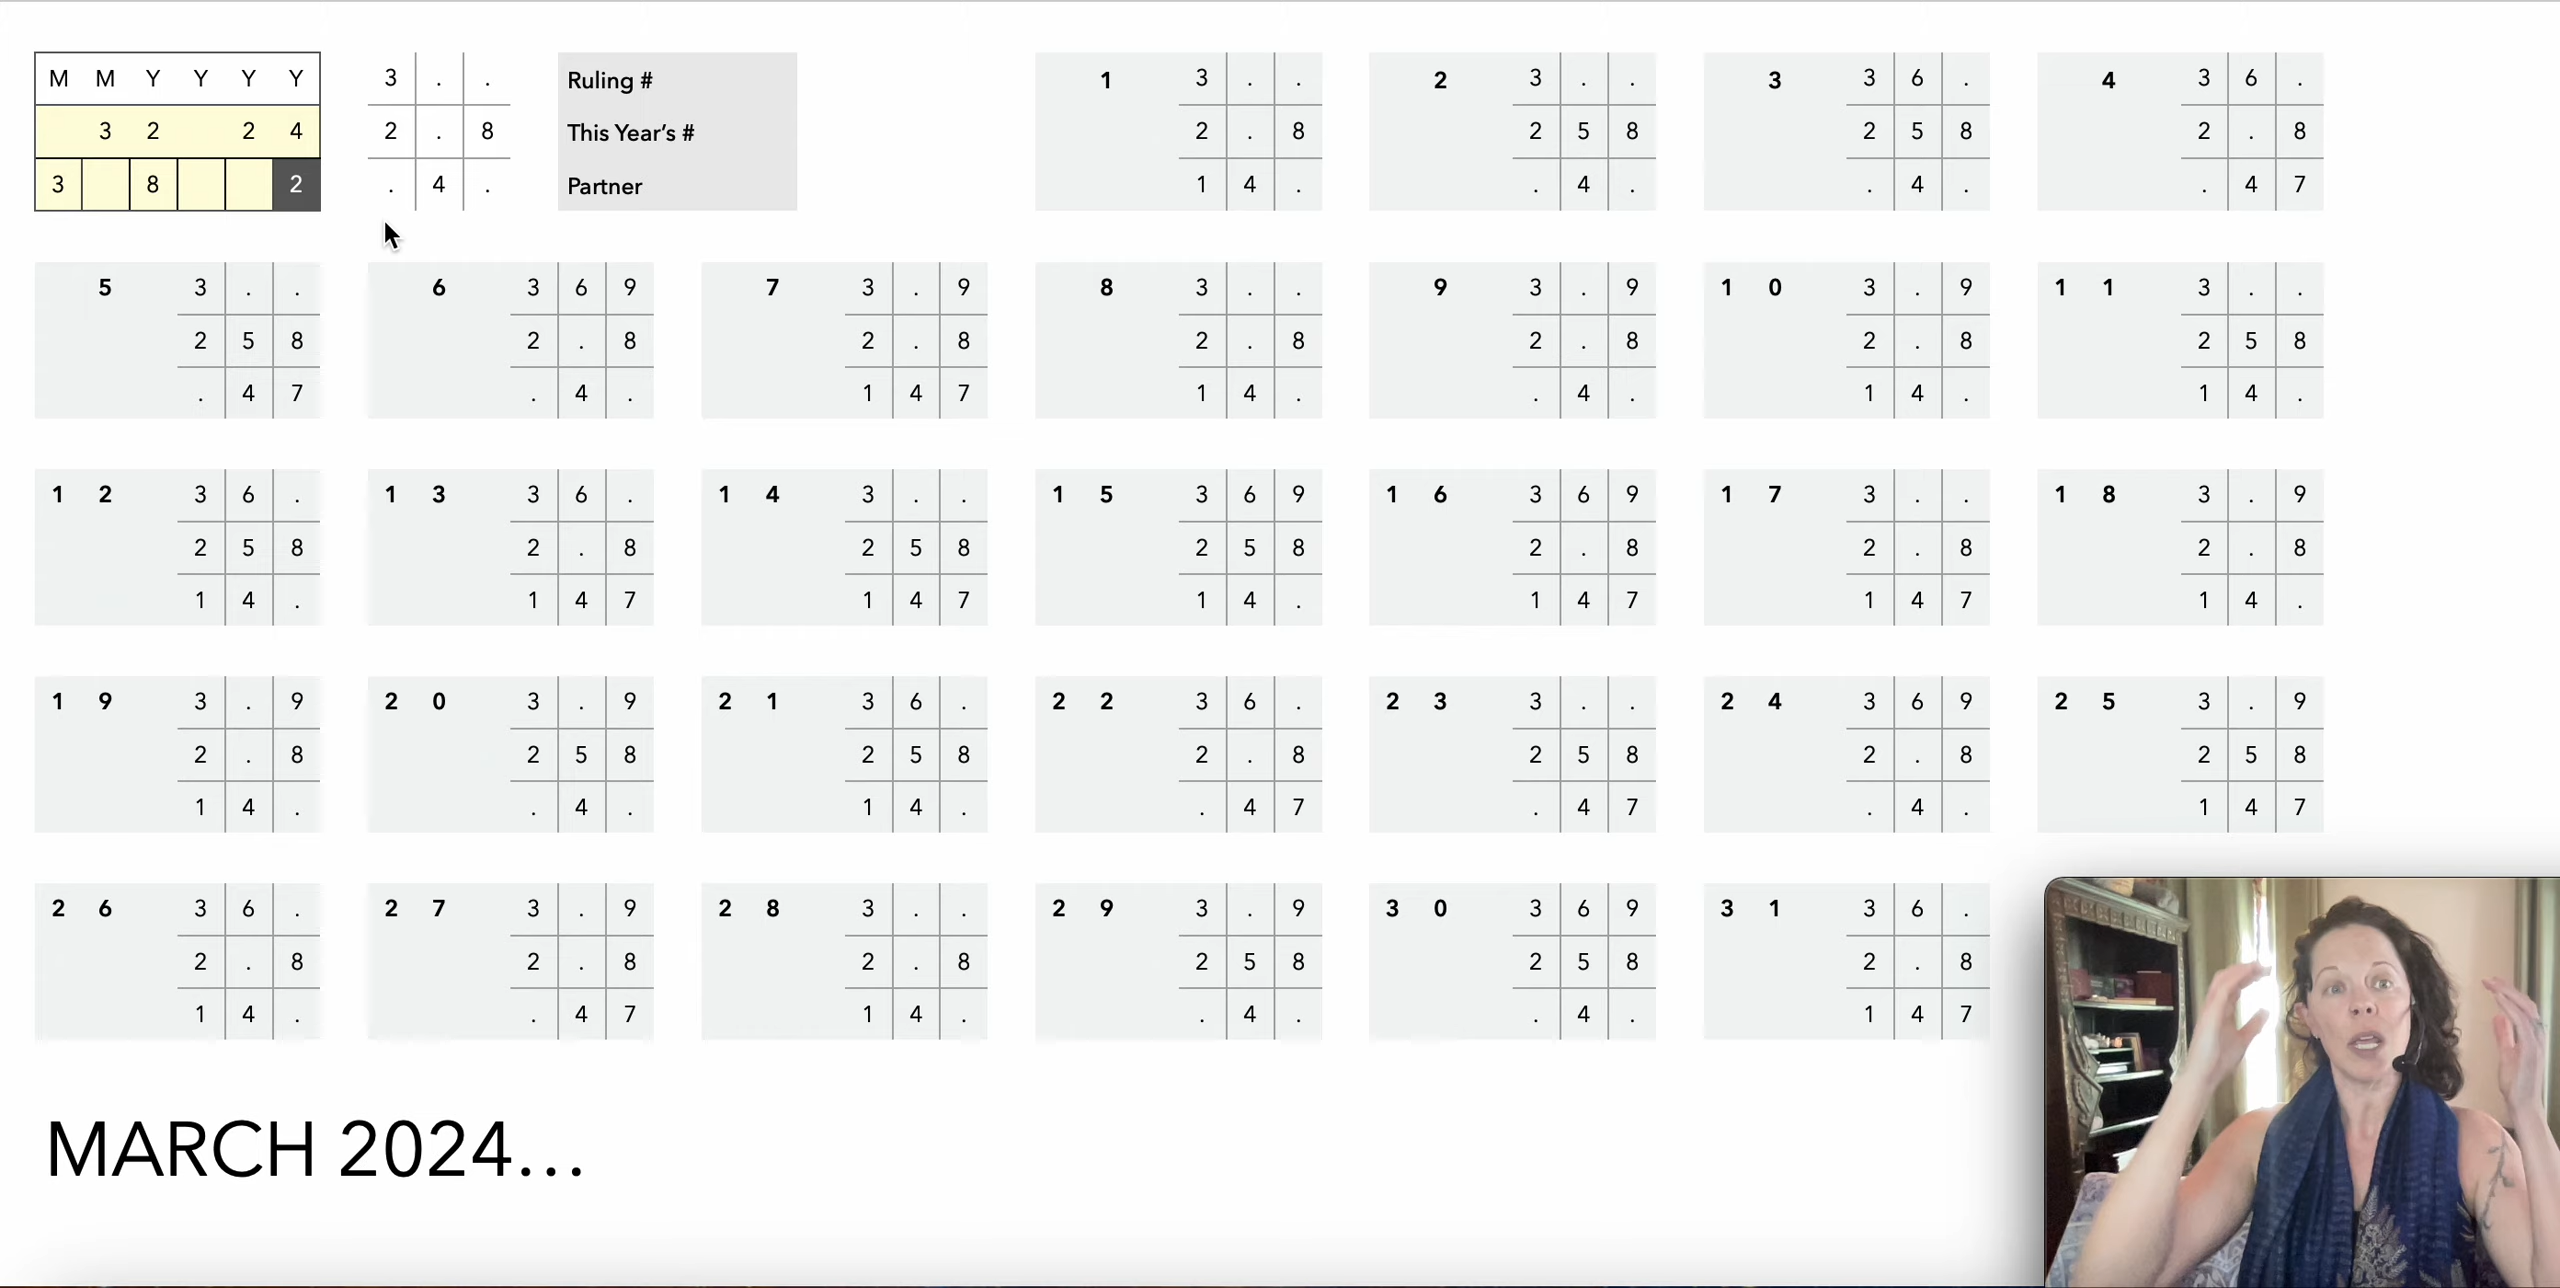 M M Y Y Y Y 3 . . Ruling # 1 3 . . 2 3 . . 3 3 6 . 4 3 6 .
3 2 2 4 2 . 8 This Year’s # 2 . 8 2 5 8 2 5 8 2 . 8
3 8 2 . 4 . Partner 1 4 . . 4 . . 4 . . 4 7
5 3 . . 6 3 6 9 7 3 . 9 8 3 . . 9 3 . 9 1 0 3 . 9 1 1 3 . .
2 5 8 2 . 8 2 . 8 2 . 8 2 . 8 2 . 8 2 5 8
. 4 7 . 4 . 1 4 7 1 4 . . 4 . 1 4 . 1 4 .
1 2 3 6 . 1 3 3 6 . 1 4 3 . . 1 5 3 6 9 1 6 3 6 9 1 7 3 . . 1 8 3 . 9
2 5 8 2 . 8 2 5 8 2 5 8 2 . 8 2 . 8 2 . 8
1 4 . 1 4 7 1 4 7 1 4 . 1 4 7 1 4 7 1 4 .
1 9 3 . 9 2 0 3 . 9 2 1 3 6 . 2 2 3 6 . 2 3 3 . . 2 4 3 6 9 2 5 3 . 9
2 . 8 2 5 8 2 5 8 2 . 8 2 5 8 2 . 8 2 5 8
1 4 . . 4 . 1 4 . . 4 7 . 4 7 . 4 . 1 4 7
2 6 3 6 . 2 7 3 . 9 2 8 3 . . 2 9 3 . 9 3 0 3 6 9 3 1 3 6 .
2 . 8 2 . 8 2 . 8 2 5 8 2 5 8 2 . 8
1 4 . . 4 7 1 4 . . 4 . . 4 . 1 4 7
MARCH 2024...